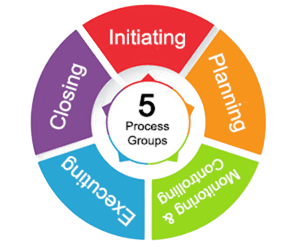 Initiating
Planning
Monitoring &
Controlling
Executing
Closing
5
Process
Groups